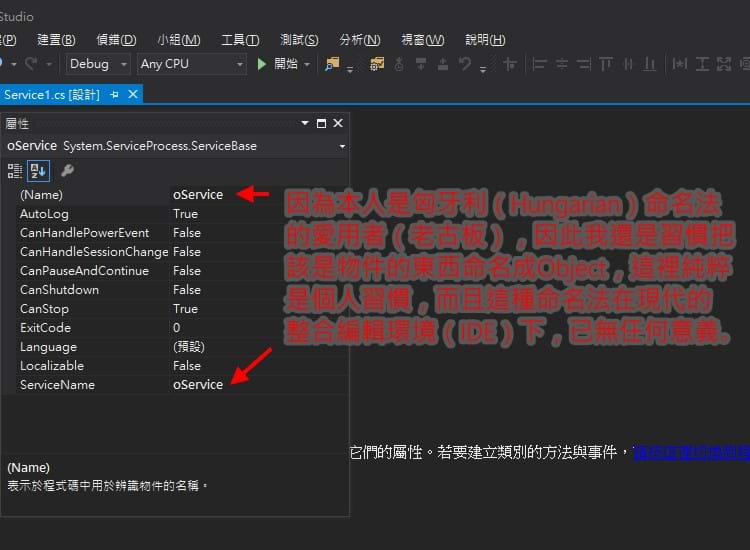 Studio
(P) 建置(B) 偵錯(D) 小組(M) 工具(T) 測試(S) 分析(N) 視窗(W) 說明(H)
Debug Any CPU 開始
Service1.cs [設計]
屬性
oService System.ServiceProcess.ServiceBase
(Name) oService
AutoLog True
CanHandlePowerEvent False
CanHandleSessionChange False
CanPauseAndContinue False
CanShutdown False
CanStop True
ExitCode 0
Language (預設)
Localizable False
ServiceName oService
因為本人是匈牙利（Hungarian）命名法
的愛用者（老古板），因此我還是習慣把
該是物件的東西命名成Object，這裡純粹
是個人習慣，而且這種命名法在現代的
整合編輯環境（IDE）下，已無任何意義。
它們的屬性。若要建立類別的方法與事件，
(Name)
表示於程式碼中用於辨識物件的名稱。